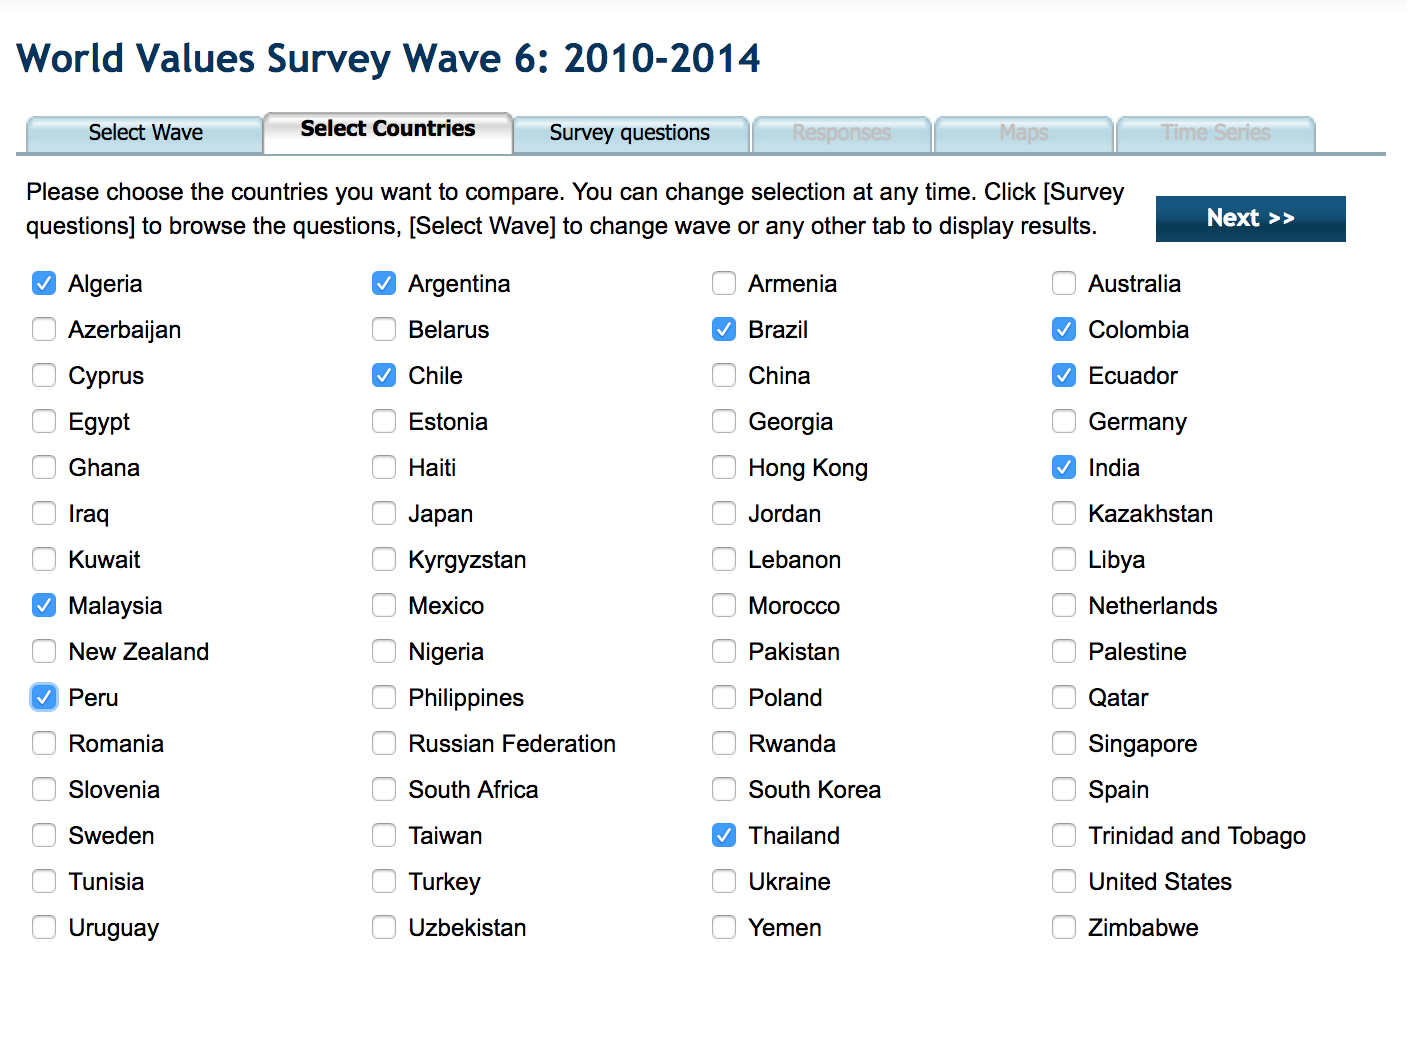 World Values Survey Wave 6: 2010-2014
Select Wave Select Countries Survey questions Responses Maps Time Series
Please choose the countries you want to compare. You can change selection at any time. Click [Survey
questions] to browse the questions, [Select Wave] to change wave or any other tab to display results.
Next >>
Algeria Argentina Armenia Australia
Azerbaijan Belarus Brazil Colombia
Cyprus Chile China Ecuador
Egypt Estonia Georgia Germany
Ghana Haiti Hong Kong India
Iraq Japan Jordan Kazakhstan
Kuwait Kyrgyzstan Lebanon Libya
Malaysia Mexico Morocco Netherlands
New Zealand Nigeria Pakistan Palestine
Peru Philippines Poland Qatar
Romania Russian Federation Rwanda Singapore
Slovenia South Africa South Korea Spain
Sweden Taiwan Thailand Trinidad and Tobago
Tunisia Turkey Ukraine United States
Uruguay Uzbekistan Yemen Zimbabwe